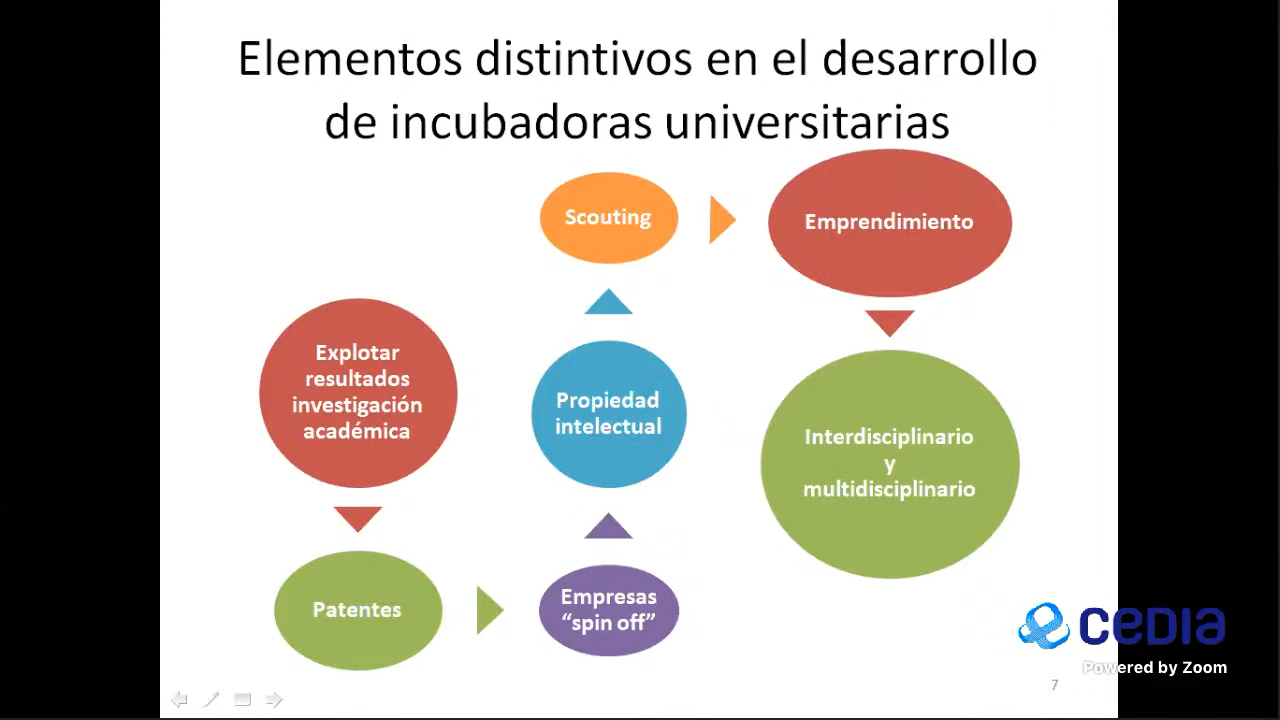 Elementos distintivos en el desarrollo
de incubadoras universitarias
Explotar
resultados
investigación
académica
Patentes
Empresas
“spin off”
Propiedad
intelectual
Scouting
Emprendimiento
Interdisciplinario
y
multidisciplinario
CEDIA
Powered by Zoom
7